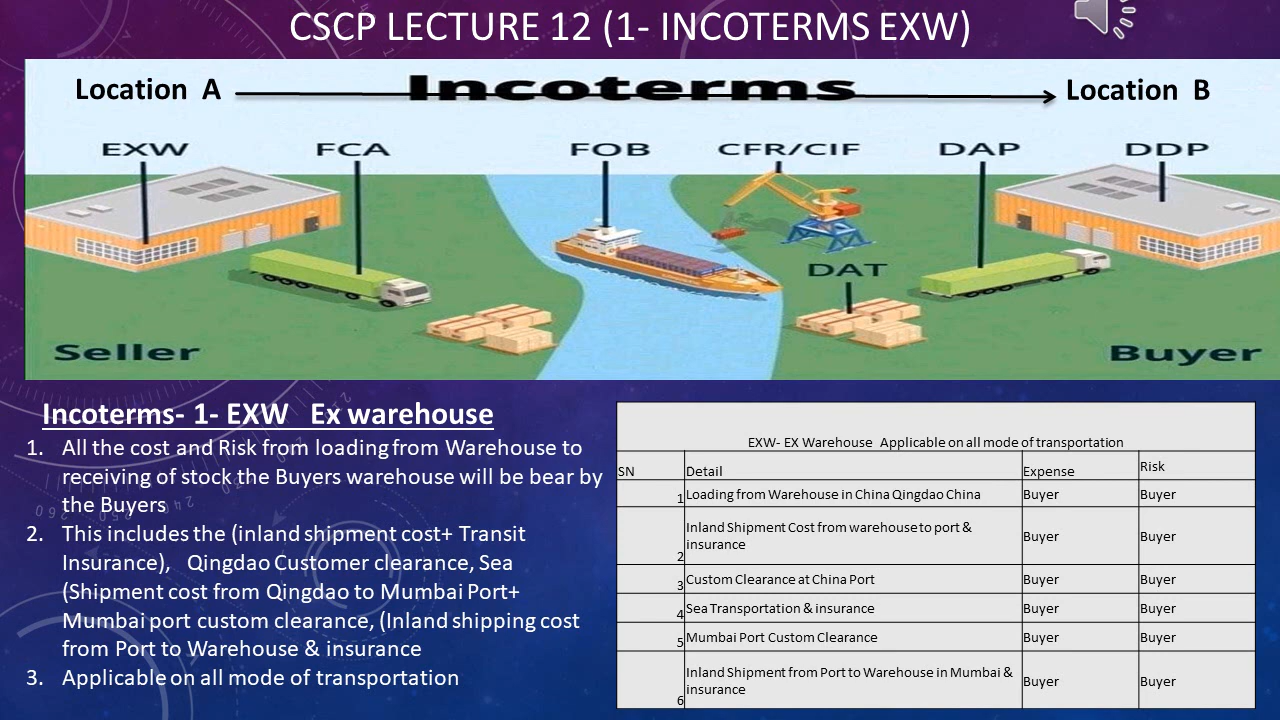 CSCP LECTURE 12 (1- INCOTERMS EXW)
Location A
Incoterms
Location B
EXW
FCA
FOB
CFR/CIF
DAP
DDP
DAT
Seller
Buyer
Incoterms- 1- EXW Ex warehouse
1. All the cost and Risk from loading from Warehouse to
receiving of stock the Buyers warehouse will be bear by
the Buyers
2. This includes the (inland shipment cost+ Transit
Insurance), Qingdao Customer clearance, Sea
(Shipment cost from Qingdao to Mumbai Port+
Mumbai port custom clearance, (Inland shipping cost
from Port to Warehouse & insurance
3. Applicable on all mode of transportation
EXW- EX Warehouse Applicable on all mode of transportation
SN Detail Expense Risk
1 Loading from Warehouse in China Qingdao China Buyer Buyer
2 Inland Shipment Cost from warehouse to port &
insurance Buyer Buyer
3 Custom Clearance at China Port Buyer Buyer
4 Sea Transportation & insurance Buyer Buyer
5 Mumbai Port Custom Clearance Buyer Buyer
6 Inland Shipment from Port to Warehouse in Mumbai &
insurance Buyer Buyer